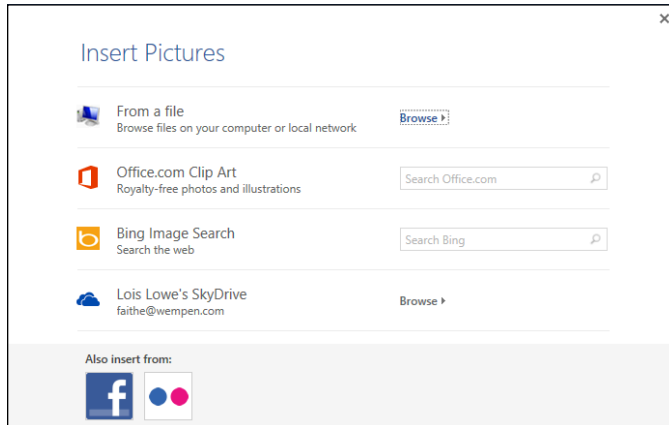 Insert Pictures
From a file
Browse files on your computer or local network
Browse
Office.com Clip Art
Royalty-free photos and illustrations
Search Office.com
Bing Image Search
Search the web
Search Bing
Lois Lowe's SkyDrive
faithe@wempen.com
Browse
Also insert from: